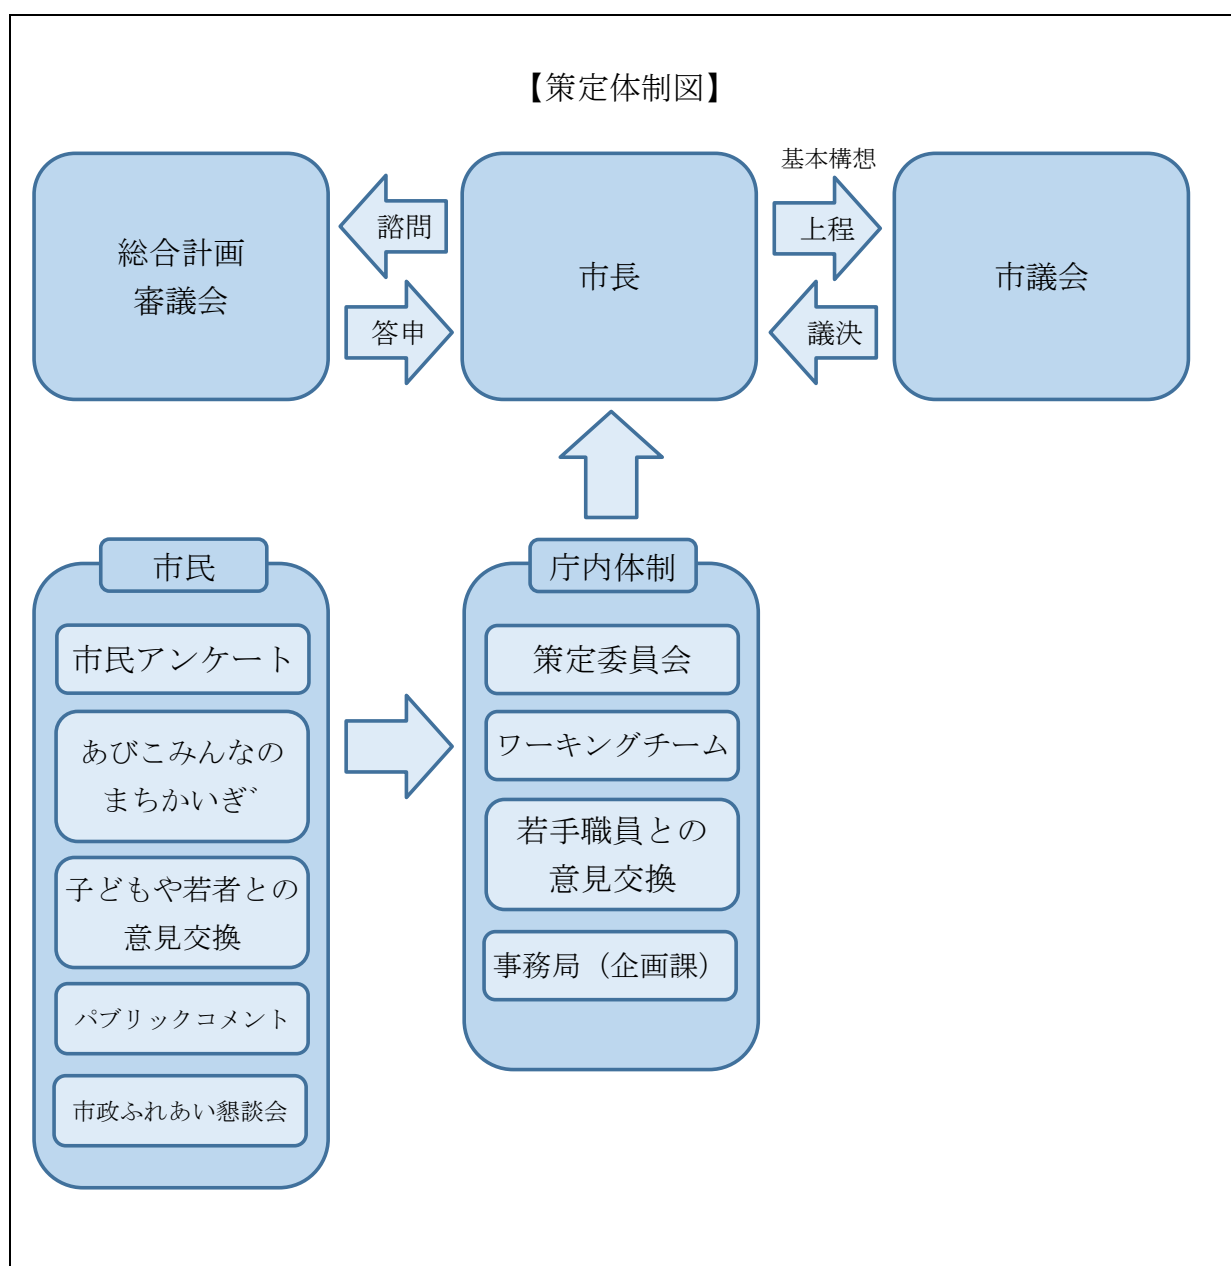 【策定体制図】
総合計画
審議会
諮問
答申
市長
基本構想
上程
議決
市議会
市民
市民アンケート
あびこみんなの
まちかいぎ゛
子どもや若者との
意見交換
パブリックコメント
市政ふれあい懇談会
庁内体制
策定委員会
ワーキングチーム
若手職員との
意見交換
事務局（企画課）